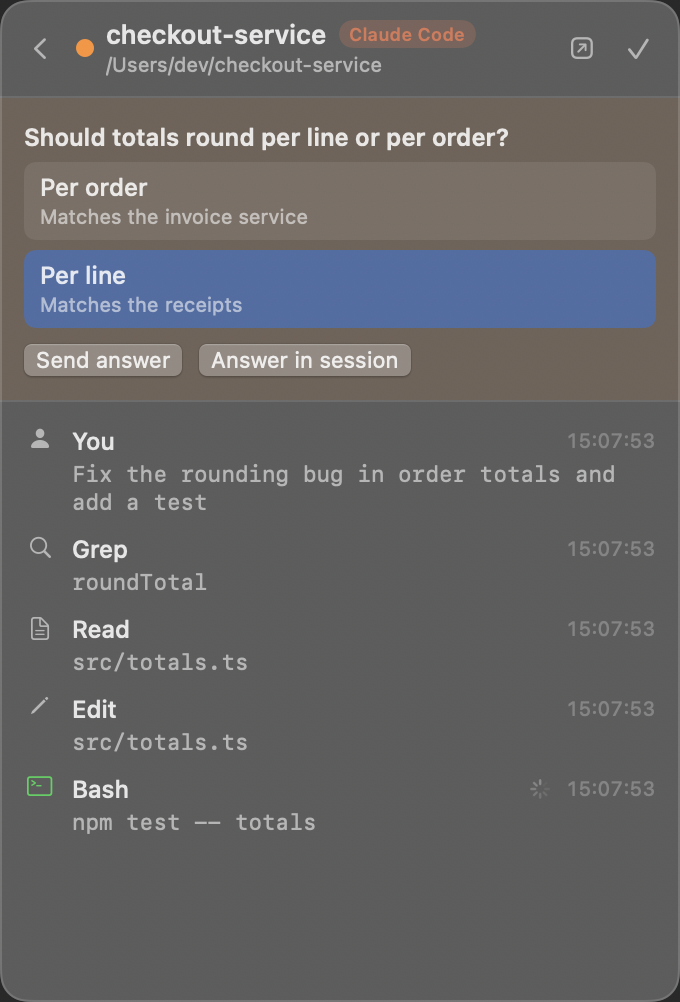 checkout-service Claude Code
/Users/dev/checkout-service
Should totals round per line or per order?
Per order
Matches the invoice service
Per line
Matches the receipts
Send answer Answer in session
You 15:07:53
Fix the rounding bug in order totals and
add a test
Grep 15:07:53
roundTotal
Read 15:07:53
src/totals.ts
Edit 15:07:53
src/totals.ts
Bash 15:07:53
npm test -- totals